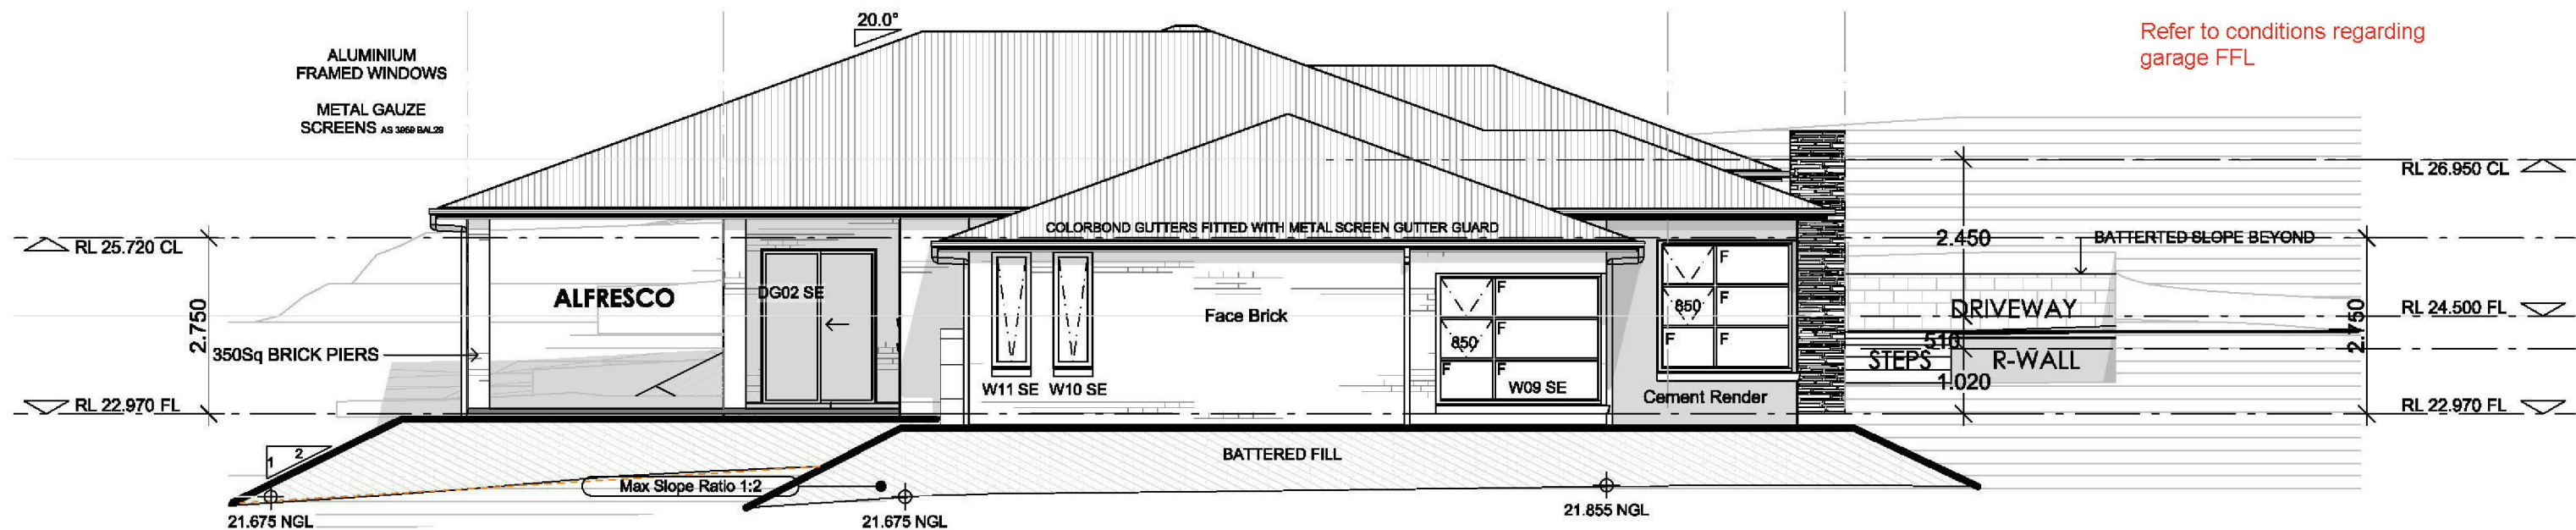 20.0°
Refer to conditions regarding
garage FFL
ALUMINIUM
FRAMED WINDOWS
METAL GAUZE
SCREENS AS 3959 BAL29
RL 26.950 CL
COLORBOND GUTTERS FITTED WITH METAL SCREEN GUTTER GUARD
RL 25.720 CL
2.450
BATTERTED SLOPE BEYOND
ALFRESCO
DG02 SE
F
850
F
F
F
F
850
F
F
F
Face Brick
DRIVEWAY
RL 24.500 FL
2.750
2.750
350Sq BRICK PIERS
510
STEPS
R-WALL
1.020
W11 SE
W10 SE
W09 SE
Cement Render
RL 22.970 FL
RL 22.970 FL
1
2
BATTERED FILL
Max Slope Ratio 1:2
21.675 NGL
21.675 NGL
21.855 NGL